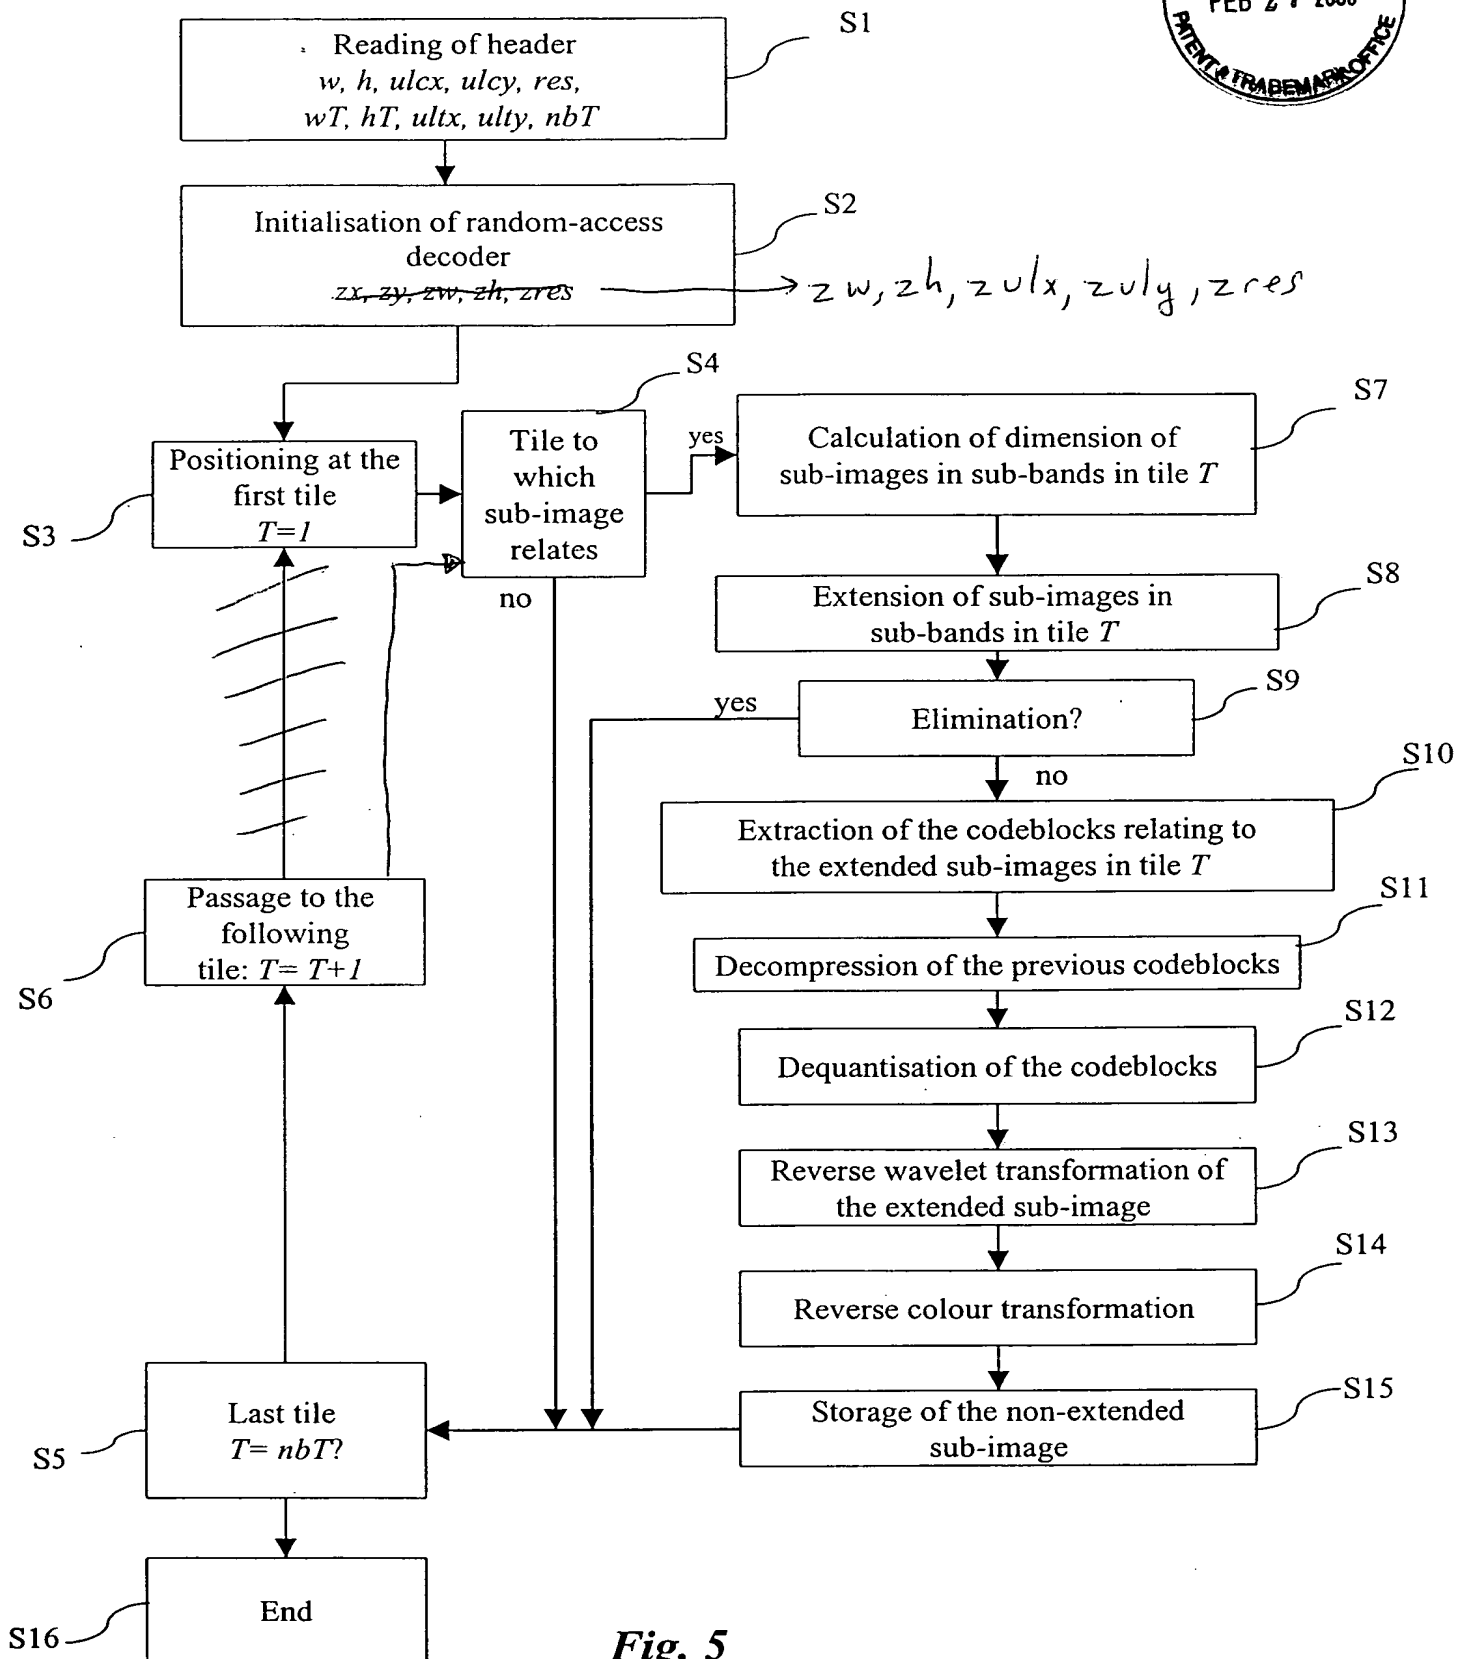 FEB 2
PATENT & TRADEMARK OFFICE
S1
Reading of header
w, h, ulcx, ulcy, res,
wT, hT, ultx, ulty, nbT
S2
Initialisation of random-access
decoder
zx, zy, zw, zh, zres
zw, zh, zulx, zuly, zres
S3
Positioning at the
first tile
T=1
S4
Tile to
which
sub-image
relates
yes
no
S7
Calculation of dimension of
sub-images in sub-bands in tile T
S8
Extension of sub-images in
sub-bands in tile T
S9
Elimination?
yes
no
S10
Extraction of the codeblocks relating to
the extended sub-images in tile T
S6
Passage to the
following
tile: T= T+1
S11
Decompression of the previous codeblocks
S12
Dequantisation of the codeblocks
S13
Reverse wavelet transformation of
the extended sub-image
S14
Reverse colour transformation
S15
Storage of the non-extended
sub-image
S5
Last tile
T= nbT?
S16
End
Fig. 5